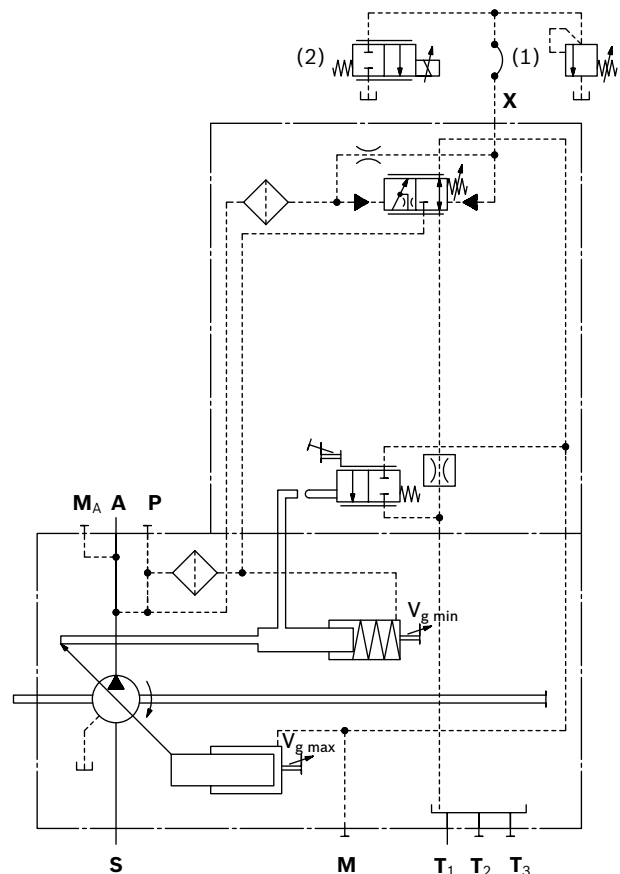 (2)
(1)
X
M_A A P
V_g min
V_g max
S M T_1 T_2 T_3